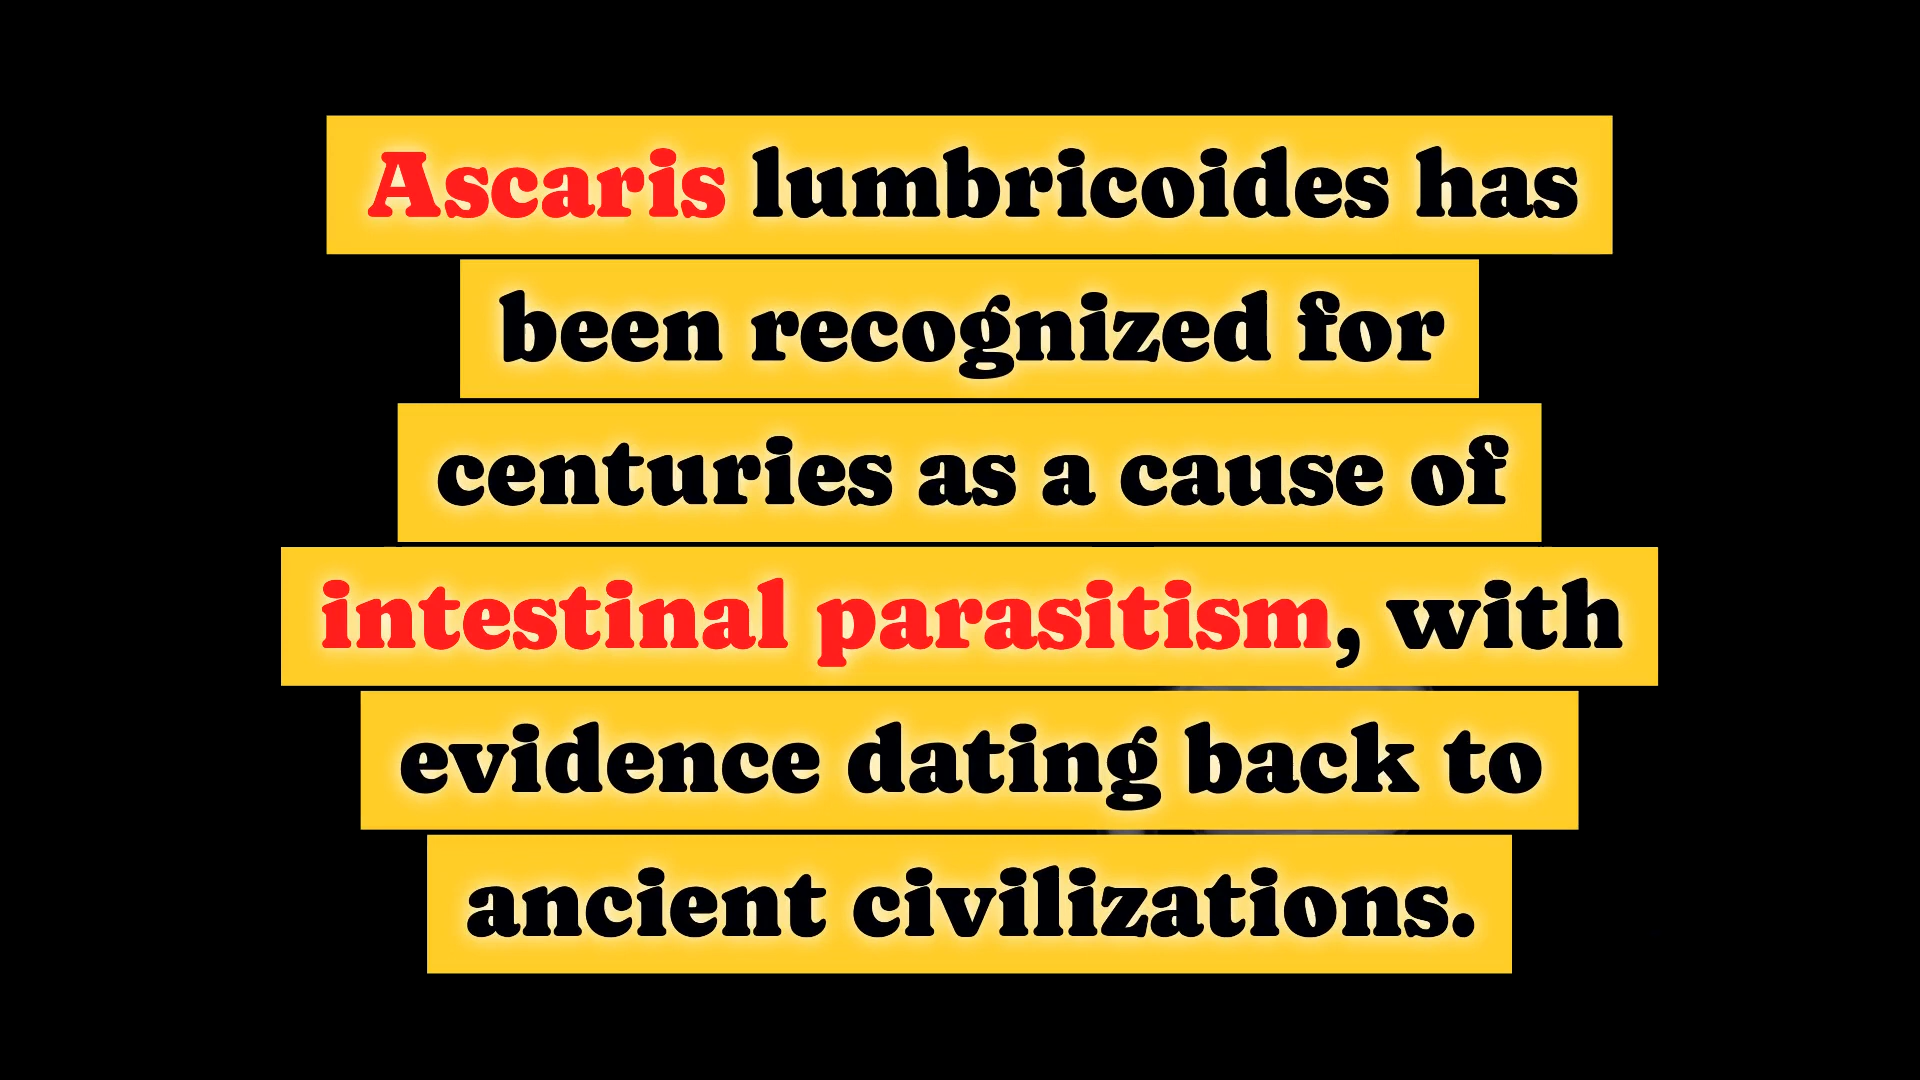 Ascaris lumbricoides has
been recognized for
centuries as a cause of
intestinal parasitism, with
evidence dating back to
ancient civilizations.